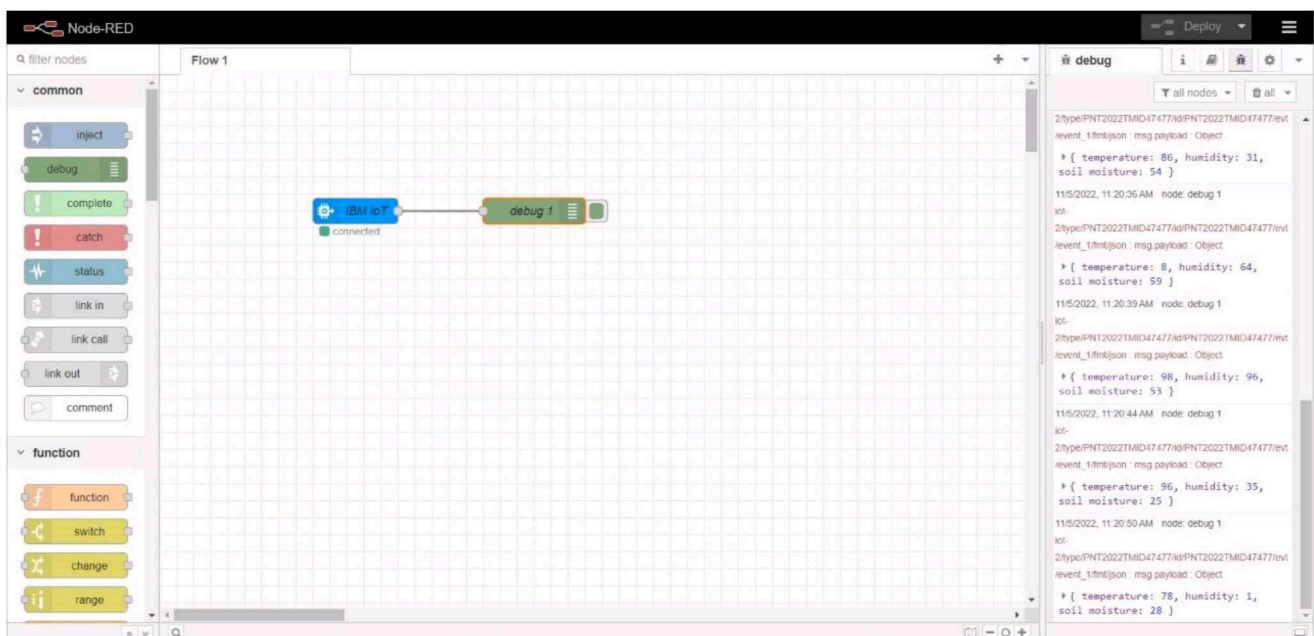 Node-RED
Deploy
filter nodes
common
inject
debug
complete
catch
status
link in
link call
link out
comment
function
function
switch
change
range
Flow 1
IBM IoT
connected
debug 1
debug
i
all nodes
all
2/type/PNT2022TMID47477/id/PNT2022TMID47477/evt
/event_1/fmt/json : msg.payload : Object
{ temperature: 86, humidity: 31,
soil moisture: 54 }
11/5/2022, 11:20:36 AM node: debug 1
iot-
2/type/PNT2022TMID47477/id/PNT2022TMID47477/evt
/event_1/fmt/json : msg.payload : Object
{ temperature: 8, humidity: 64,
soil moisture: 59 }
11/5/2022, 11:20:39 AM node: debug 1
iot-
2/type/PNT2022TMID47477/id/PNT2022TMID47477/evt
/event_1/fmt/json : msg.payload : Object
{ temperature: 98, humidity: 96,
soil moisture: 53 }
11/5/2022, 11:20:44 AM node: debug 1
iot-
2/type/PNT2022TMID47477/id/PNT2022TMID47477/evt
/event_1/fmt/json : msg.payload : Object
{ temperature: 96, humidity: 35,
soil moisture: 25 }
11/5/2022, 11:20:50 AM node: debug 1
iot-
2/type/PNT2022TMID47477/id/PNT2022TMID47477/evt
/event_1/fmt/json : msg.payload : Object
{ temperature: 78, humidity: 1,
soil moisture: 28 }